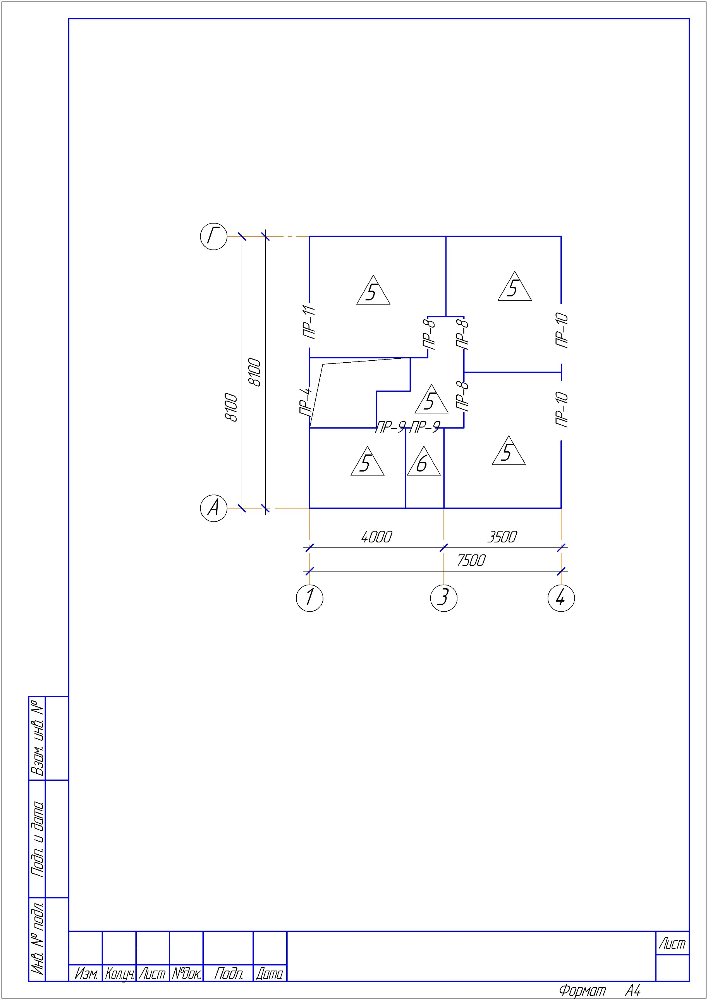 Г
5
5
ПР-11
ПР-8
ПР-8
ПР-10
8100
8100
ПР-4
5
ПР-8
ПР-10
ПР-9
ПР-9
5
6
5
А
4000
3500
7500
1
3
4
Взам. инв. №
Подп. и дата
Инв. № подл.
Изм.
Кол.уч.
Лист
№док.
Подп.
Дата
Лист
Формат А4